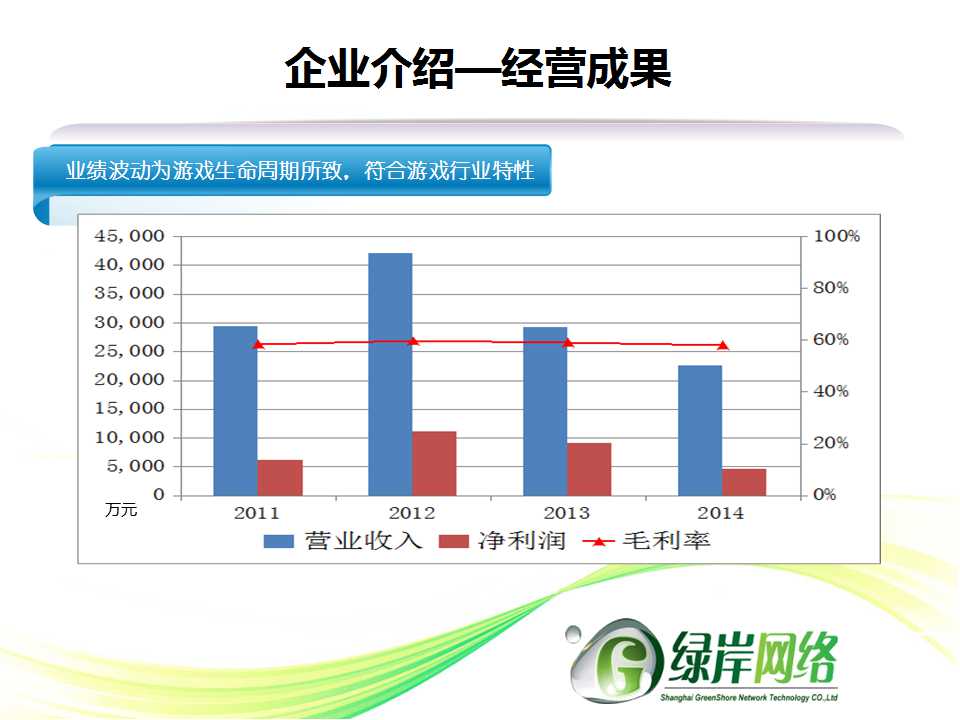 企业介绍—经营成果
业绩波动为游戏生命周期所致，符合游戏行业特性
45,000
40,000
35,000
30,000
25,000
20,000
15,000
10,000
5,000
0
万元
100%
80%
60%
40%
20%
0%
2011 2012 2013 2014
营业收入 净利润 毛利率
G
绿岸网络
Shanghai GreenShore Network Technology CO.,Ltd